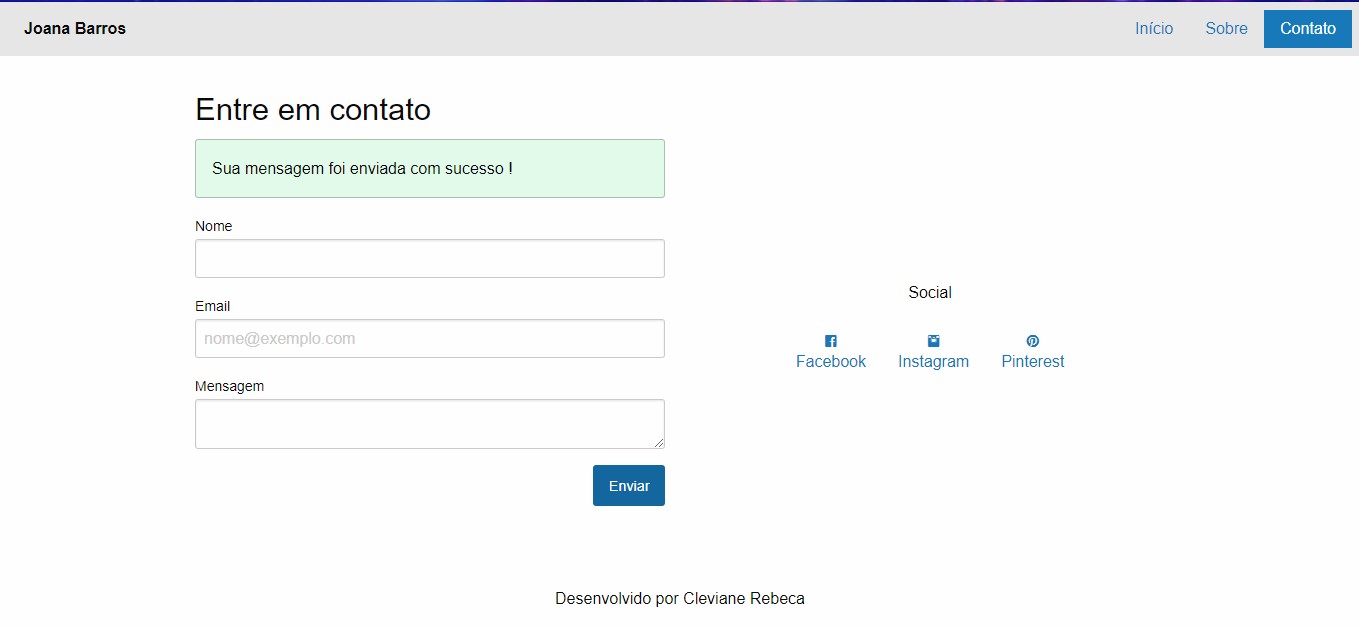 Joana Barros
Início Sobre Contato
Entre em contato
Sua mensagem foi enviada com sucesso !
Nome
Email
nome@exemplo.com
Mensagem
Enviar
Social
Facebook Instagram Pinterest
Desenvolvido por Cleviane Rebeca